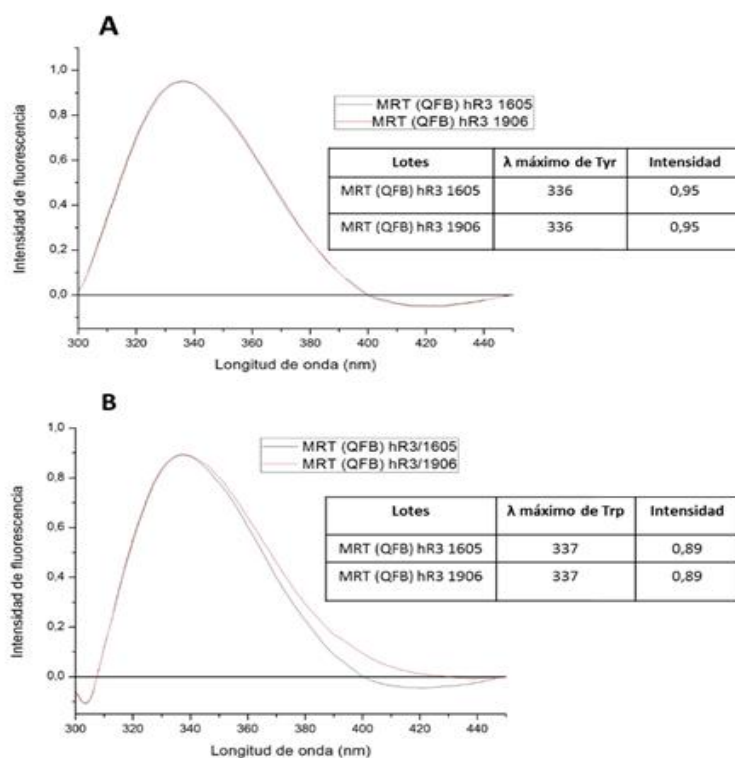 A
Intensidad de fluorescencia
1,0
0,8
0,6
0,4
0,2
0,0
300 320 340 360 380 400 420 440
Longitud de onda (nm)
MRT (QFB) hR3 1605
MRT (QFB) hR3 1906
Lotes λ máximo de Tyr Intensidad
MRT (QFB) hR3 1605 336 0,95
MRT (QFB) hR3 1906 336 0,95
B
Intensidad de fluorescencia
1,0
0,8
0,6
0,4
0,2
0,0
300 320 340 360 380 400 420 440
Longitud de onda (nm)
MRT (QFB) hR3/1605
MRT (QFB) hR3/1906
Lotes λ máximo de Trp Intensidad
MRT (QFB) hR3 1605 337 0,89
MRT (QFB) hR3 1906 337 0,89